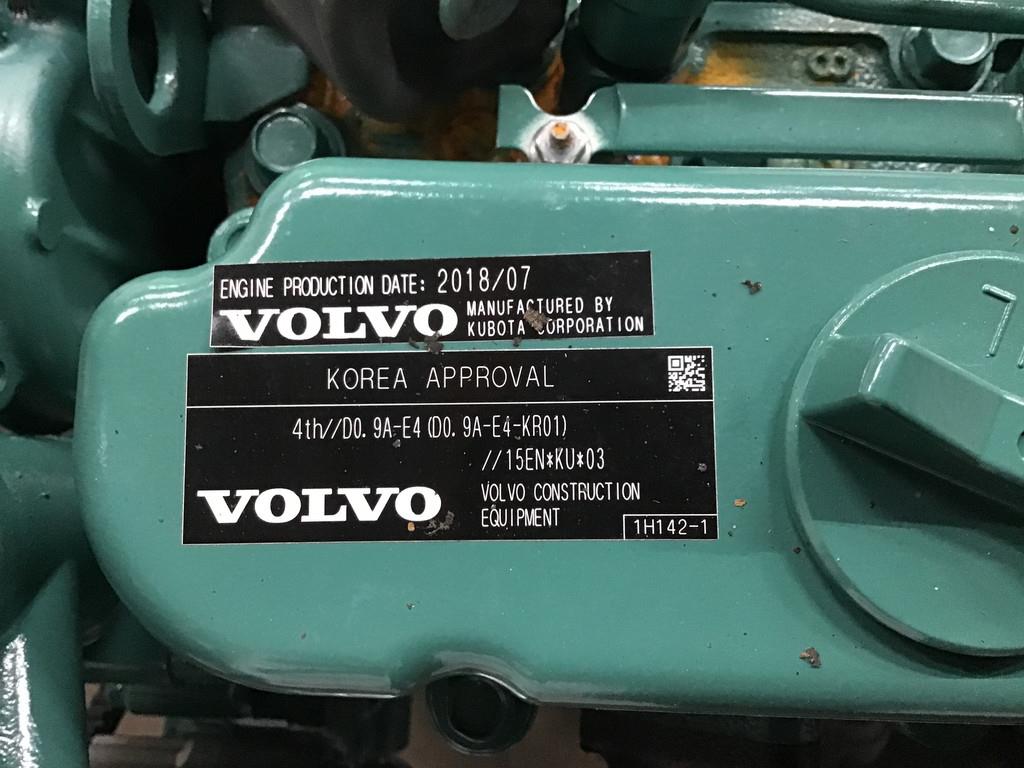 ENGINE PRODUCTION DATE: 2018/07
VOLVO MANUFACTURED BY
KUBOTA CORPORATION
KOREA APPROVAL
4th//D0.9A-E4(D0.9A-E4-KR01)
//15EN*KU*03
VOLVO VOLVO CONSTRUCTION
EQUIPMENT
1H142-1